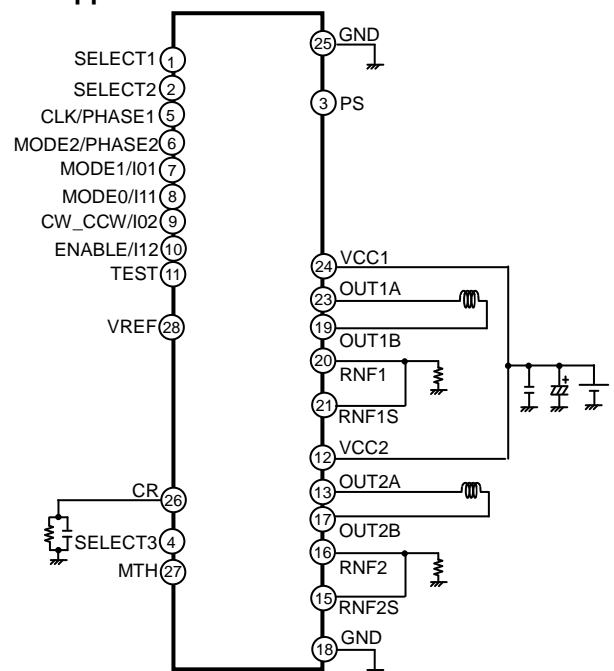 SELECT1 1
SELECT2 2
CLK/PHASE1 5
MODE2/PHASE2 6
MODE1/I01 7
MODE0/I11 8
CW_CCW/I02 9
ENABLE/I12 10
TEST 11
VREF 28
CR 26
SELECT3 4
MTH 27
25 GND
3 PS
24 VCC1
23 OUT1A
19 OUT1B
20 RNF1
21 RNF1S
12 VCC2
13 OUT2A
17 OUT2B
16 RNF2
15 RNF2S
18 GND
+